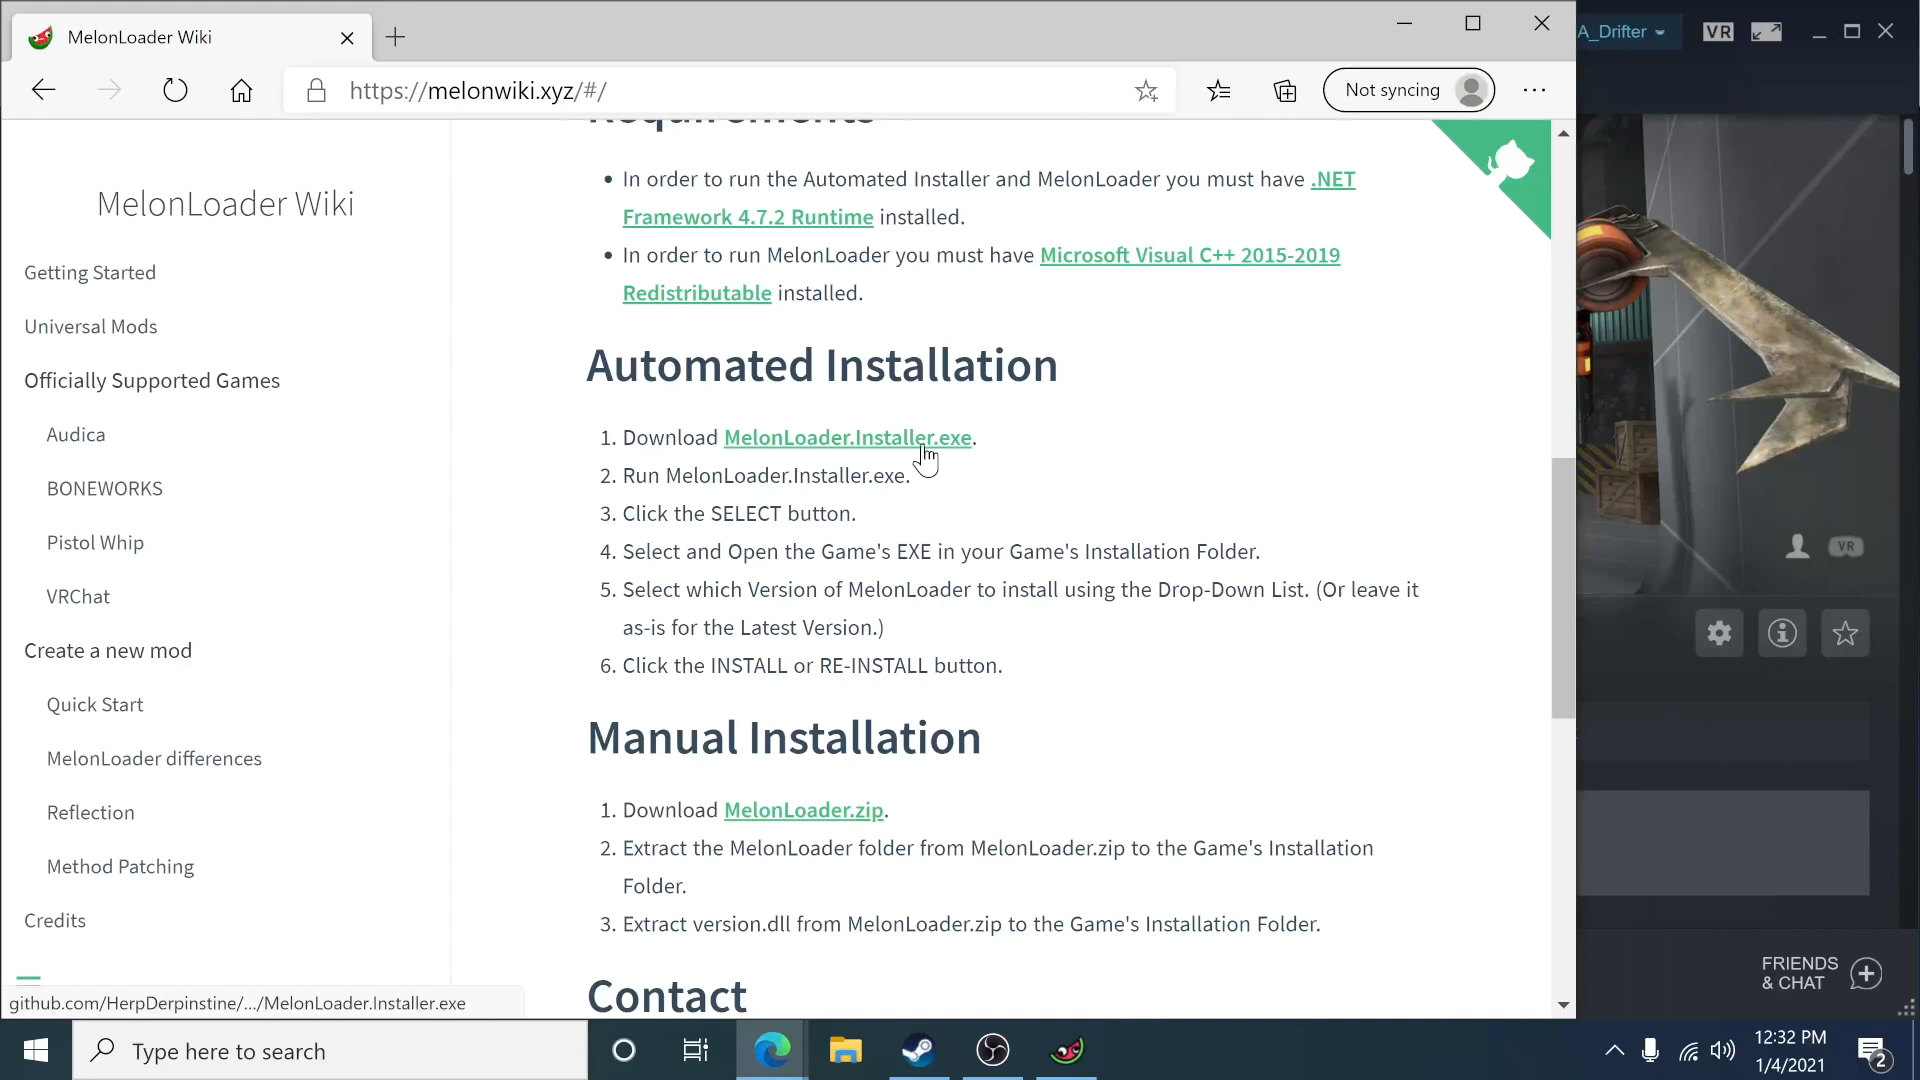 MelonLoader Wiki
A_Drifter
VR
https://melonwiki.xyz/#/
Not syncing
Requirements
MelonLoader Wiki
Getting Started
Universal Mods
Officially Supported Games
Audica
BONEWORKS
Pistol Whip
VRChat
Create a new mod
Quick Start
MelonLoader differences
Reflection
Method Patching
Credits
• In order to run the Automated Installer and MelonLoader you must have .NET
Framework 4.7.2 Runtime installed.
• In order to run MelonLoader you must have Microsoft Visual C++ 2015-2019
Redistributable installed.
Automated Installation
1. Download MelonLoader.Installer.exe.
2. Run MelonLoader.Installer.exe.
3. Click the SELECT button.
4. Select and Open the Game's EXE in your Game's Installation Folder.
5. Select which Version of MelonLoader to install using the Drop-Down List. (Or leave it
as-is for the Latest Version.)
6. Click the INSTALL or RE-INSTALL button.
Manual Installation
1. Download MelonLoader.zip.
2. Extract the MelonLoader folder from MelonLoader.zip to the Game's Installation
Folder.
3. Extract version.dll from MelonLoader.zip to the Game's Installation Folder.
Contact
github.com/HerpDerpinstine/.../MelonLoader.Installer.exe
VR
FRIENDS
& CHAT
Type here to search
12:32 PM
1/4/2021
2